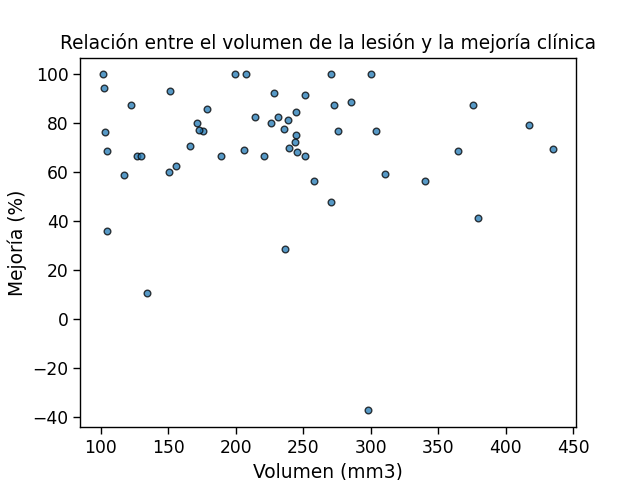 Relación entre el volumen de la lesión y la mejoría clínica
100
80
60
40
20
0
−20
−40
Mejoría (%)
100 150 200 250 300 350 400 450
Volumen (mm3)